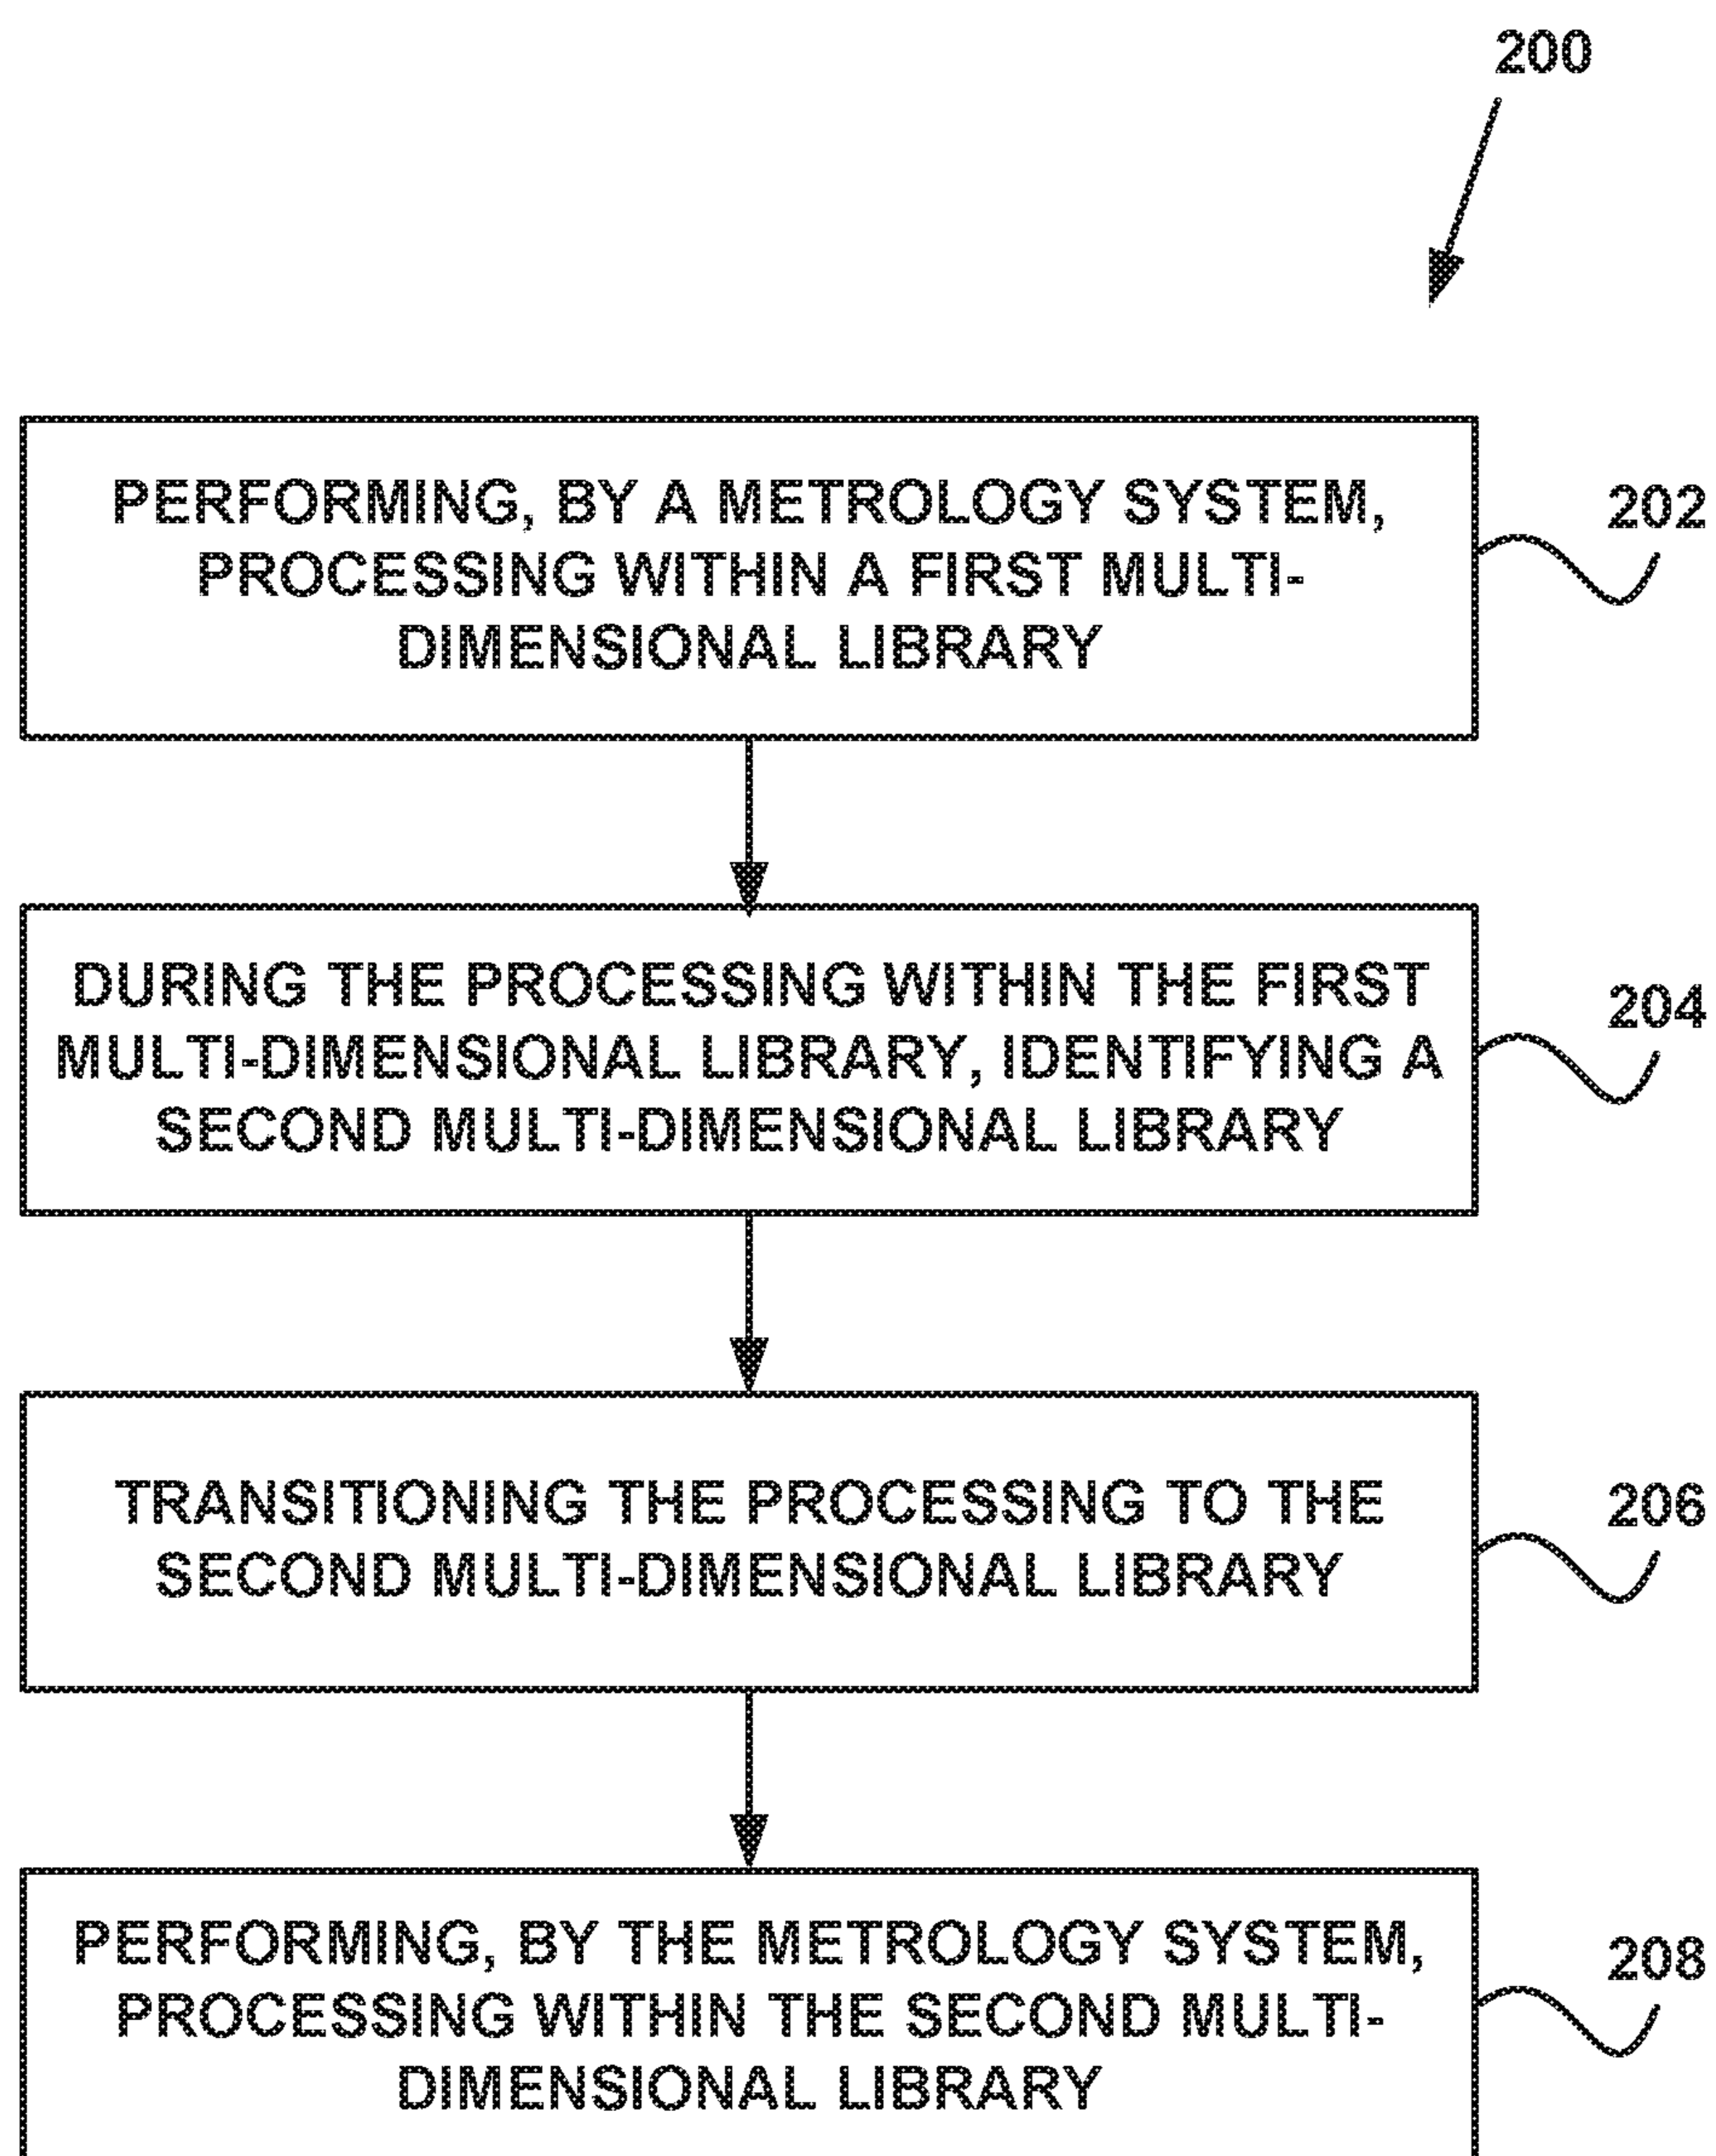 200
PERFORMING, BY A METROLOGY SYSTEM,
PROCESSING WITHIN A FIRST MULTI-
DIMENSIONAL LIBRARY
202
DURING THE PROCESSING WITHIN THE FIRST
MULTI-DIMENSIONAL LIBRARY, IDENTIFYING A
SECOND MULTI-DIMENSIONAL LIBRARY
204
TRANSITIONING THE PROCESSING TO THE
SECOND MULTI-DIMENSIONAL LIBRARY
206
PERFORMING, BY THE METROLOGY SYSTEM,
PROCESSING WITHIN THE SECOND MULTI-
DIMENSIONAL LIBRARY
208